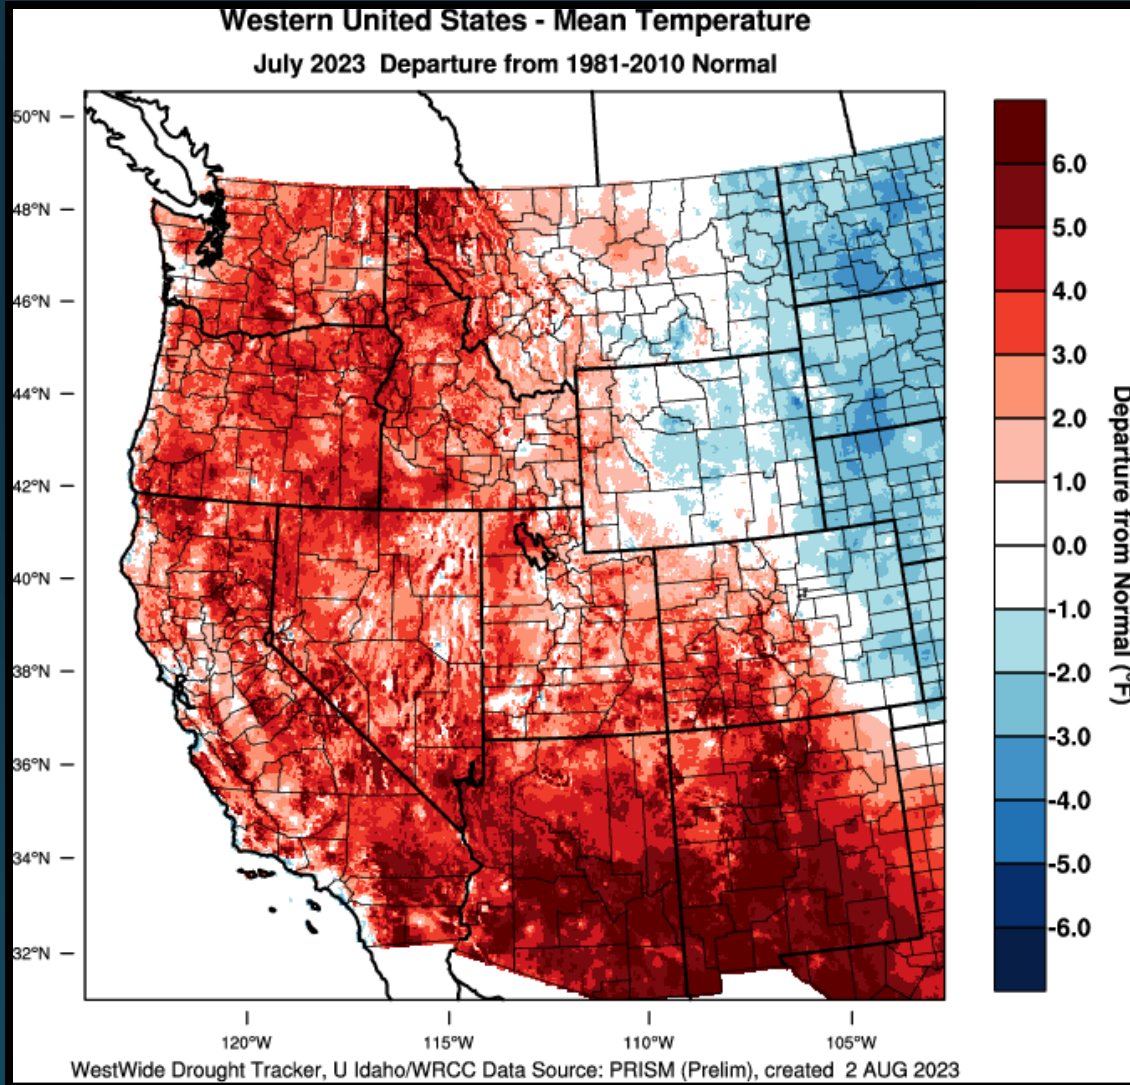 Western United States - Mean Temperature
July 2023 Departure from 1981-2010 Normal
50°N
48°N
46°N
44°N
42°N
40°N
38°N
36°N
34°N
32°N
120°W
115°W
110°W
105°W
6.0
5.0
4.0
3.0
2.0
1.0
0.0
-1.0
-2.0
-3.0
-4.0
-5.0
-6.0
Departure from Normal (°F)
WestWide Drought Tracker, U Idaho/WRCC Data Source: PRISM (Prelim), created 2 AUG 2023